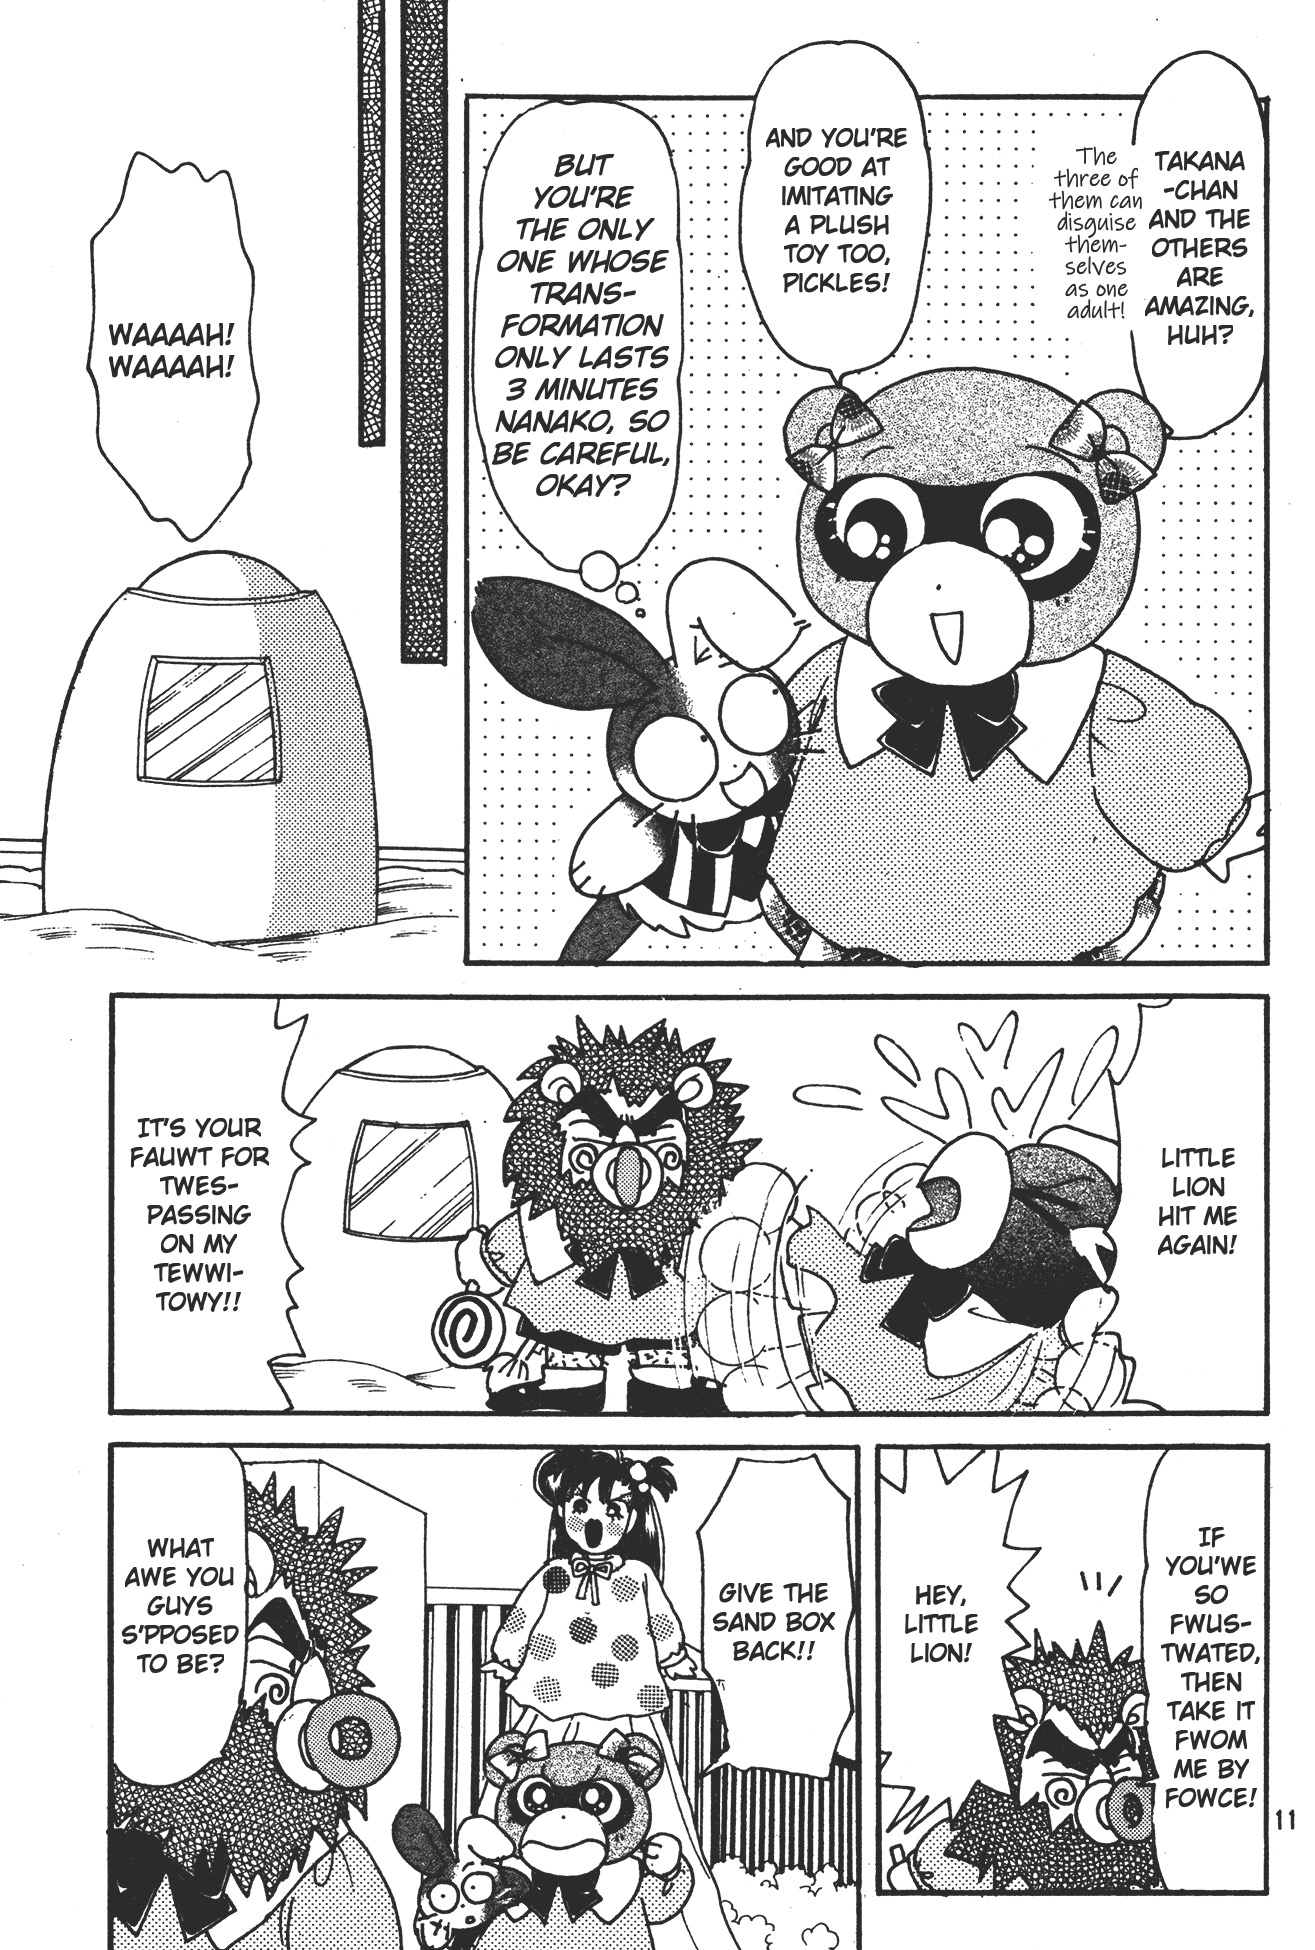 TAKANA
-CHAN
AND THE
OTHERS
ARE
AMAZING,
HUH?
The
three of
them can
disguise
them-
selves
as one
adult!
AND YOU'RE
GOOD AT
IMITATING
A PLUSH
TOY TOO,
PICKLES!
BUT
YOU'RE
THE ONLY
ONE WHOSE
TRANS-
FORMATION
ONLY LASTS
3 MINUTES
NANAKO, SO
BE CAREFUL,
OKAY?
WAAAAH!
WAAAAH!
LITTLE
LION
HIT ME
AGAIN!
IT'S YOUR
FAUWT FOR
TWES-
PASSING
ON MY
TEWWI-
TOWY!!
IF
YOU'WE
SO
FWUS-
TWATED,
THEN
TAKE IT
FWOM
ME BY
FOWCE!
HEY,
LITTLE
LION!
GIVE THE
SAND BOX
BACK!!
WHAT
AWE YOU
GUYS
S'PPOSED
TO BE?
11